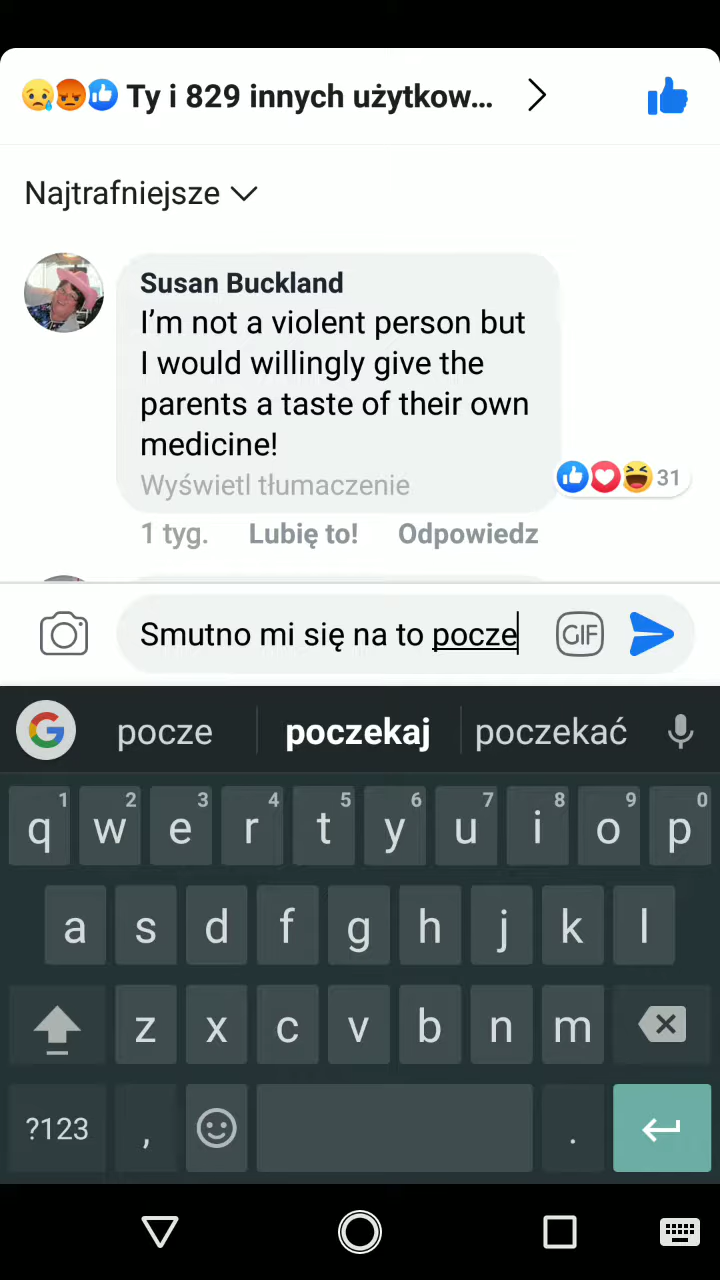 Ty i 829 innych użytkow...
Najtrafniejsze
Susan Buckland
I'm not a violent person but
I would willingly give the
parents a taste of their own
medicine!
Wyświetl tłumaczenie
31
1 tyg. Lubię to! Odpowiedz
Smutno mi się na to pocze
GIF
pocze poczekaj poczekać
1 2 3 4 5 6 7 8 9 0
q w e r t y u i o p
a s d f g h j k l
z x c v b n m
?123 , .